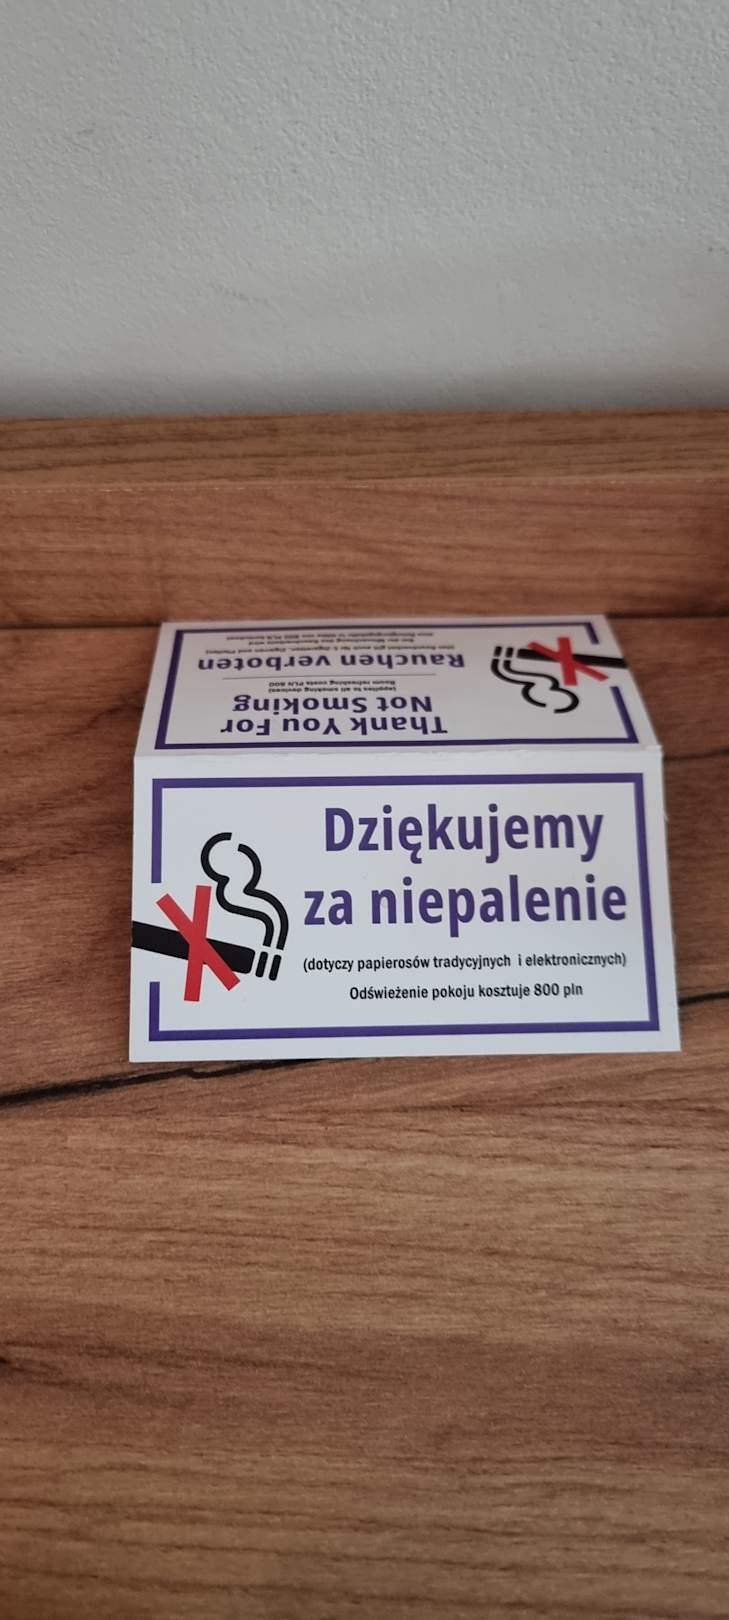 Dziękujemy
za niepalenie
(dotyczy papierosów tradycyjnych i elektronicznych)
Odświeżenie pokoju kosztuje 800 pln
Thank You For
Not Smoking
(applies to all smoking devices)
Room refreshing costs PLN 800
Rauchen verboten